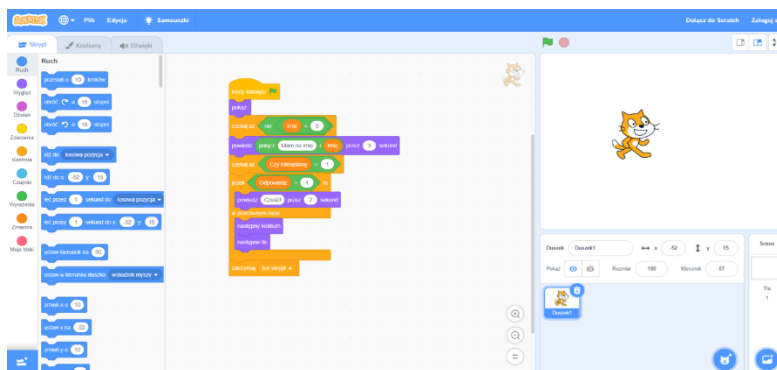 SCRATCH
Plik Edycja Samouczki Dołącz do Scratch Zaloguj
Skrypt Kostiumy Dźwięki
Ruch
Wygląd
Dźwięk
Zdarzenia
Kontrola
Czujniki
Wyrażenia
Zmienne
Moje bloki
Ruch
przesuń o 10 kroków
obróć o 15 stopni
obróć o 15 stopni
idź do losowa pozycja
idź do x: -52 y: 15
leć przez 1 sekund do losowa pozycja
leć przez 1 sekund do x: -52 y: 15
ustaw kierunek na 90
ustaw w kierunku duszka wskaźnik myszy
zmień x o 10
ustaw x na -52
zmień y o 10
kiedy kliknięto
pokaż
czekaj aż nie imię = 0
powiedz połącz Mam na imię i imię przez 3 sekund
czekaj aż Czy kliknęliśmy = 1
jeżeli Odpowiedz = 1 to
powiedz Cześć! przez 2 sekund
w przeciwnym razie
następny kostium
następne tło
zatrzymaj ten skrypt
Duszek Duszek1 x -52 y 15
Pokaż Rozmiar 100 Kierunek 87
Duszek1
Scena
Tła
1